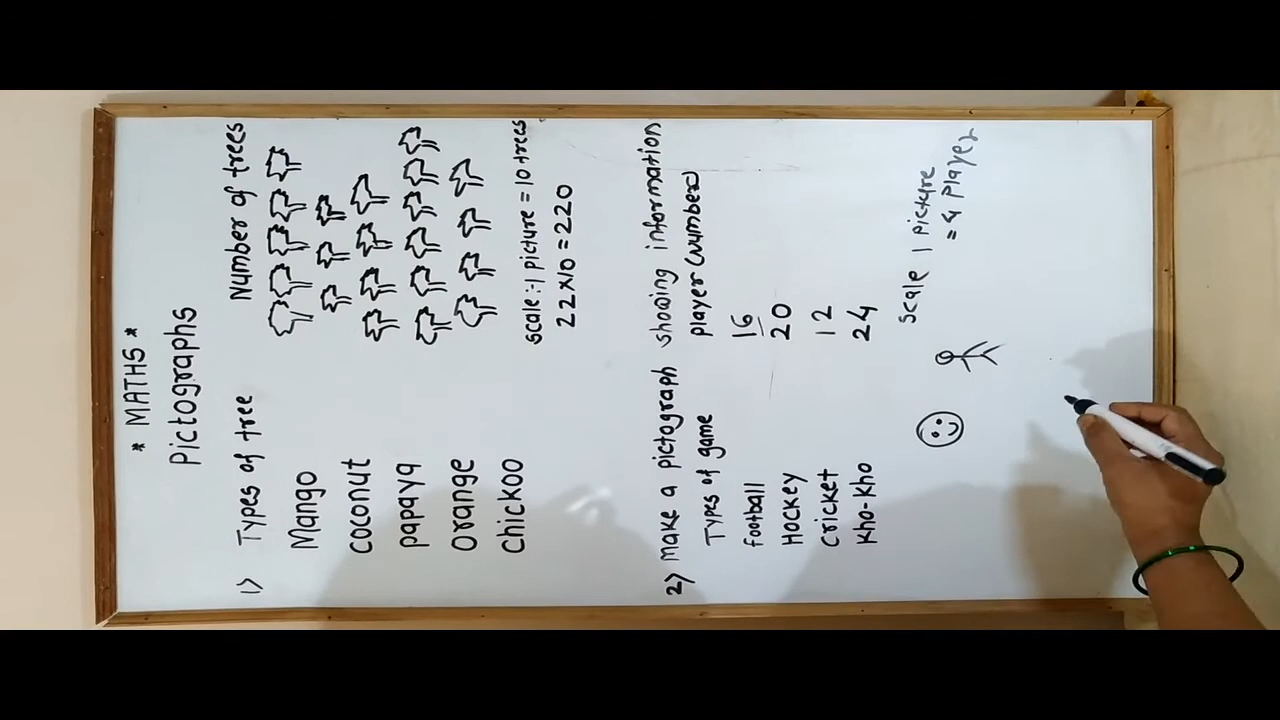 * MATHS *
Pictographs
1) Types of tree Number of trees
Mango
coconut
papaya
orange
chickoo
scale :- 1 picture = 10 trees
22 x 10 = 220
2) Make a pictograph showing information
Types of game player (number)
football 16
Hockey 20
cricket 12
kho-kho 24
scale 1 picture
= 4 player